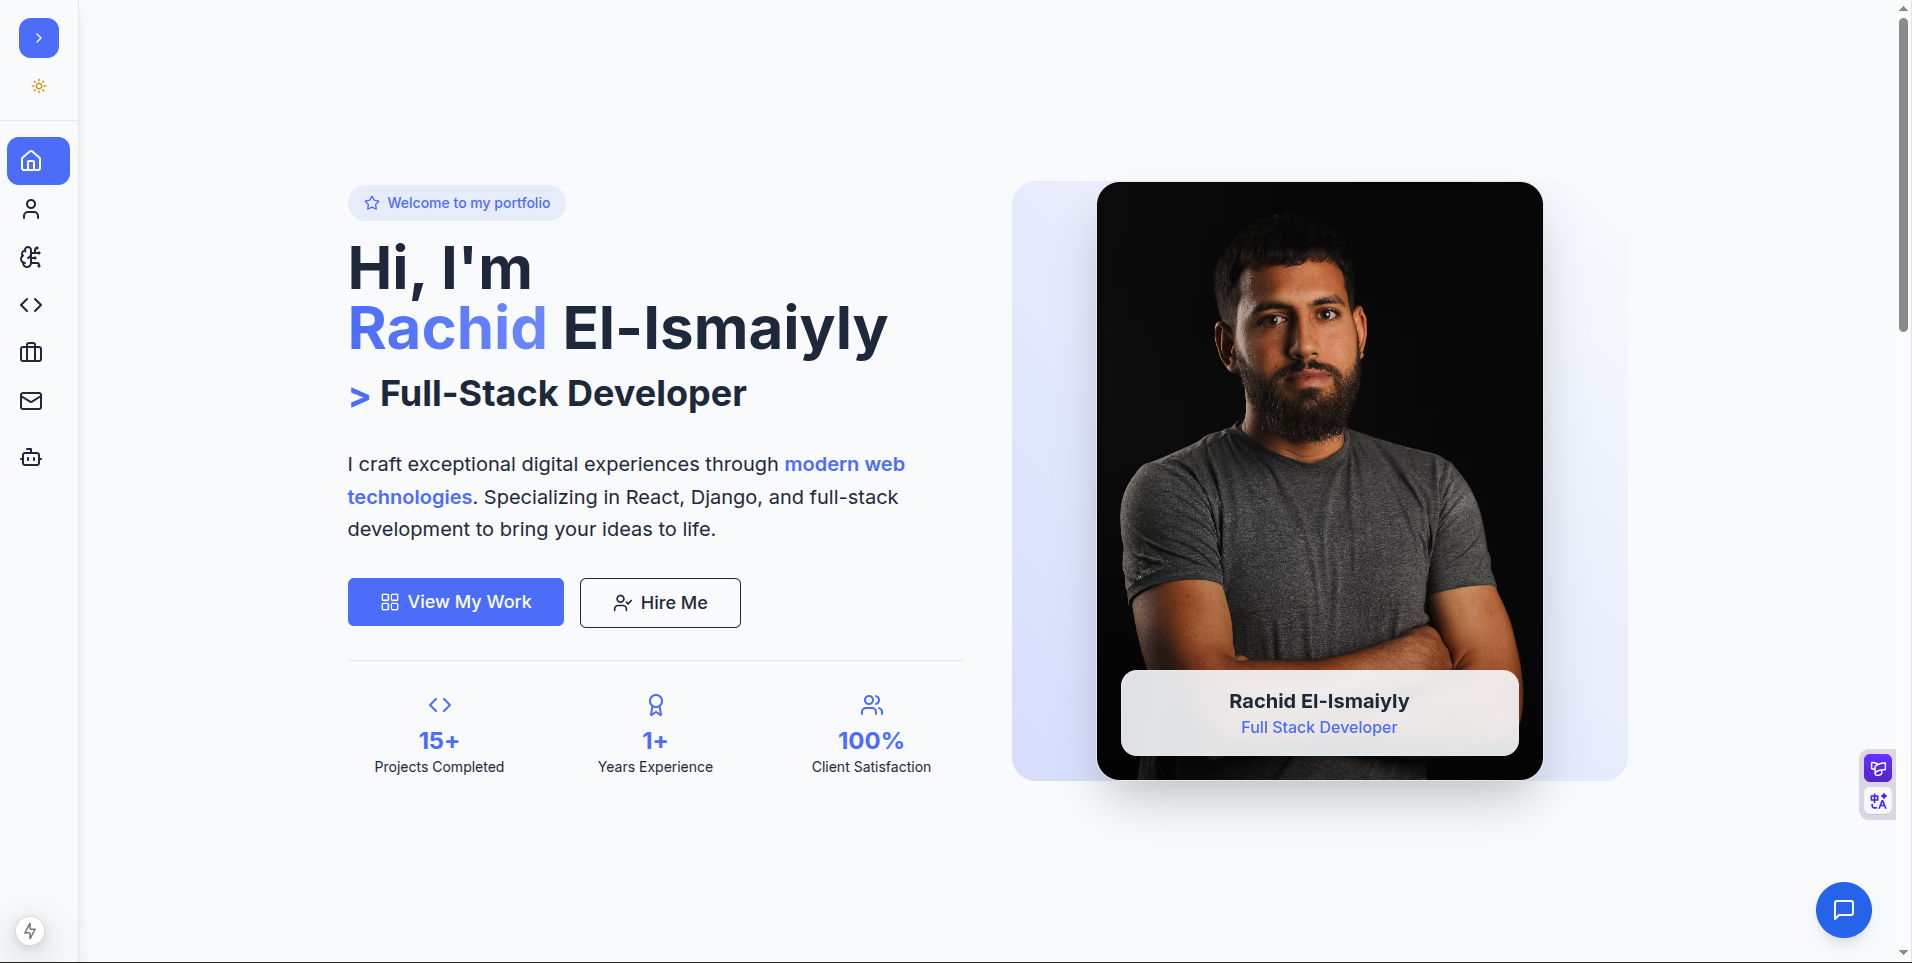 Welcome to my portfolio
Hi, I'm
Rachid El-Ismaiyly
> Full-Stack Developer
I craft exceptional digital experiences through modern web
technologies. Specializing in React, Django, and full-stack
development to bring your ideas to life.
View My Work
Hire Me
15+
Projects Completed
1+
Years Experience
100%
Client Satisfaction
Rachid El-Ismaiyly
Full Stack Developer